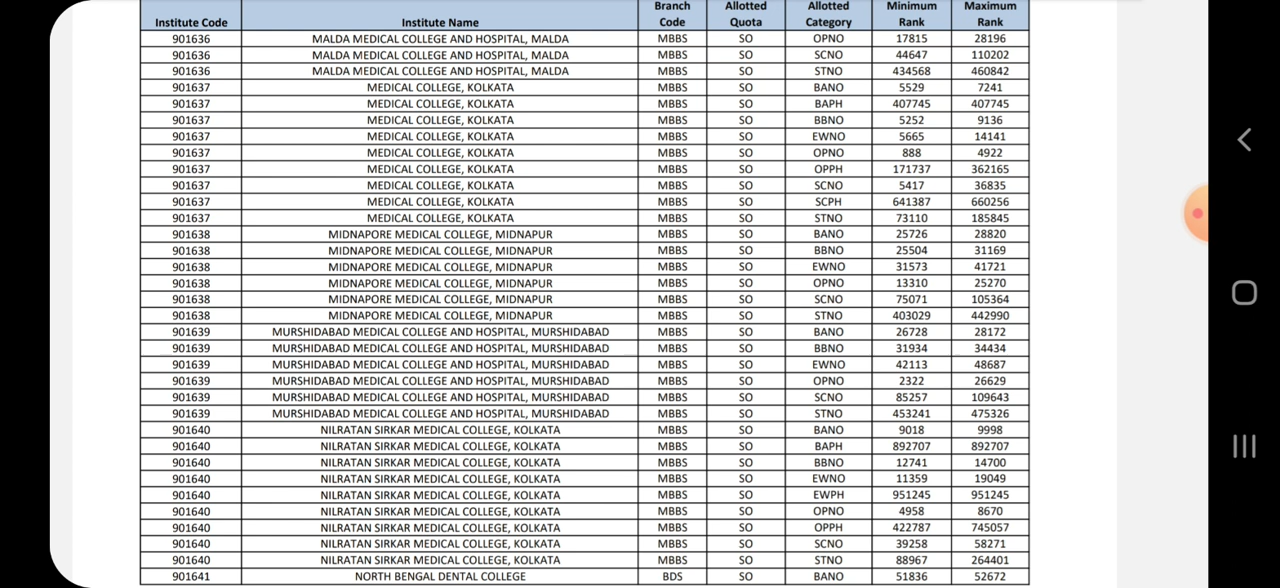 Institute Code Institute Name Branch Code Allotted Quota Allotted Category Minimum Rank Maximum Rank
901636 MALDA MEDICAL COLLEGE AND HOSPITAL, MALDA MBBS SO OPNO 17815 28196
901636 MALDA MEDICAL COLLEGE AND HOSPITAL, MALDA MBBS SO SCNO 44647 110202
901636 MALDA MEDICAL COLLEGE AND HOSPITAL, MALDA MBBS SO STNO 434568 460842
901637 MEDICAL COLLEGE, KOLKATA MBBS SO BANO 5529 7241
901637 MEDICAL COLLEGE, KOLKATA MBBS SO BAPH 407745 407745
901637 MEDICAL COLLEGE, KOLKATA MBBS SO BBNO 5252 9136
901637 MEDICAL COLLEGE, KOLKATA MBBS SO EWNO 5665 14141
901637 MEDICAL COLLEGE, KOLKATA MBBS SO OPNO 888 4922
901637 MEDICAL COLLEGE, KOLKATA MBBS SO OPPH 171737 362165
901637 MEDICAL COLLEGE, KOLKATA MBBS SO SCNO 5417 36835
901637 MEDICAL COLLEGE, KOLKATA MBBS SO SCPH 641387 660256
901637 MEDICAL COLLEGE, KOLKATA MBBS SO STNO 73110 185845
901638 MIDNAPORE MEDICAL COLLEGE, MIDNAPUR MBBS SO BANO 25726 28820
901638 MIDNAPORE MEDICAL COLLEGE, MIDNAPUR MBBS SO BBNO 25504 31169
901638 MIDNAPORE MEDICAL COLLEGE, MIDNAPUR MBBS SO EWNO 31573 41721
901638 MIDNAPORE MEDICAL COLLEGE, MIDNAPUR MBBS SO OPNO 13310 25270
901638 MIDNAPORE MEDICAL COLLEGE, MIDNAPUR MBBS SO SCNO 75071 105364
901638 MIDNAPORE MEDICAL COLLEGE, MIDNAPUR MBBS SO STNO 403029 442990
901639 MURSHIDABAD MEDICAL COLLEGE AND HOSPITAL, MURSHIDABAD MBBS SO BANO 26728 28172
901639 MURSHIDABAD MEDICAL COLLEGE AND HOSPITAL, MURSHIDABAD MBBS SO BBNO 31934 34434
901639 MURSHIDABAD MEDICAL COLLEGE AND HOSPITAL, MURSHIDABAD MBBS SO EWNO 42113 48687
901639 MURSHIDABAD MEDICAL COLLEGE AND HOSPITAL, MURSHIDABAD MBBS SO OPNO 2322 26629
901639 MURSHIDABAD MEDICAL COLLEGE AND HOSPITAL, MURSHIDABAD MBBS SO SCNO 85257 109643
901639 MURSHIDABAD MEDICAL COLLEGE AND HOSPITAL, MURSHIDABAD MBBS SO STNO 453241 475326
901640 NILRATAN SIRKAR MEDICAL COLLEGE, KOLKATA MBBS SO BANO 9018 9998
901640 NILRATAN SIRKAR MEDICAL COLLEGE, KOLKATA MBBS SO BAPH 892707 892707
901640 NILRATAN SIRKAR MEDICAL COLLEGE, KOLKATA MBBS SO BBNO 12741 14700
901640 NILRATAN SIRKAR MEDICAL COLLEGE, KOLKATA MBBS SO EWNO 11359 19049
901640 NILRATAN SIRKAR MEDICAL COLLEGE, KOLKATA MBBS SO EWPH 951245 951245
901640 NILRATAN SIRKAR MEDICAL COLLEGE, KOLKATA MBBS SO OPNO 4958 8670
901640 NILRATAN SIRKAR MEDICAL COLLEGE, KOLKATA MBBS SO OPPH 422787 745057
901640 NILRATAN SIRKAR MEDICAL COLLEGE, KOLKATA MBBS SO SCNO 39258 58271
901640 NILRATAN SIRKAR MEDICAL COLLEGE, KOLKATA MBBS SO STNO 88967 264401
901641 NORTH BENGAL DENTAL COLLEGE BDS SO BANO 51836 52672